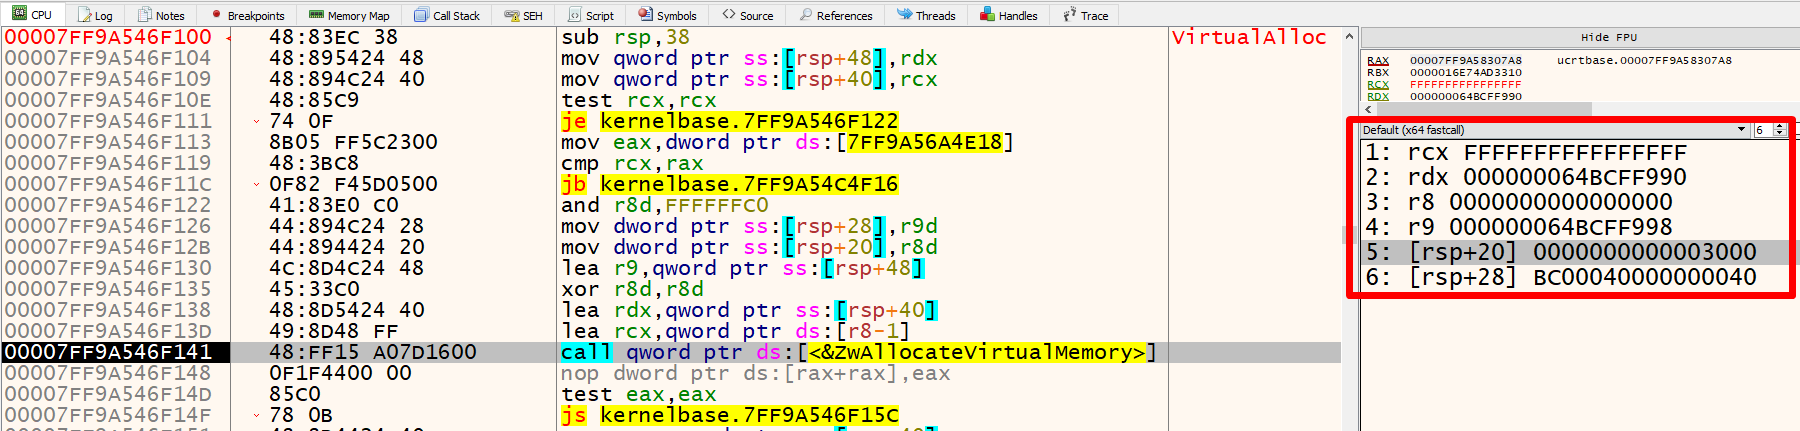 CPU Log Notes Breakpoints Memory Map Call Stack SEH Script Symbols Source References Threads Handles Trace
00007FF9A546F100 48:83EC 38 sub rsp,38 VirtualAlloc
00007FF9A546F104 48:895424 48 mov qword ptr ss:[rsp+48],rdx
00007FF9A546F109 48:894C24 40 mov qword ptr ss:[rsp+40],rcx
00007FF9A546F10E 48:85C9 test rcx,rcx
00007FF9A546F111 74 0F je kernelbase.7FF9A546F122
00007FF9A546F113 8B05 FF5C2300 mov eax,dword ptr ds:[7FF9A56A4E18]
00007FF9A546F119 48:3BC8 cmp rcx,rax
00007FF9A546F11C 0F82 F45D0500 jb kernelbase.7FF9A54C4F16
00007FF9A546F122 41:83E0 C0 and r8d,FFFFFFC0
00007FF9A546F126 44:894C24 28 mov dword ptr ss:[rsp+28],r9d
00007FF9A546F12B 44:894424 20 mov dword ptr ss:[rsp+20],r8d
00007FF9A546F130 4C:8D4C24 48 lea r9,qword ptr ss:[rsp+48]
00007FF9A546F135 45:33C0 xor r8d,r8d
00007FF9A546F138 48:8D5424 40 lea rdx,qword ptr ss:[rsp+40]
00007FF9A546F13D 49:8D48 FF lea rcx,qword ptr ds:[r8-1]
00007FF9A546F141 48:FF15 A07D1600 call qword ptr ds:[<&ZwAllocateVirtualMemory>]
00007FF9A546F148 0F1F4400 00 nop dword ptr ds:[rax+rax],eax
00007FF9A546F14D 85C0 test eax,eax
00007FF9A546F14F 78 0B js kernelbase.7FF9A546F15C
Hide FPU
RAX 00007FF9A58307A8 ucrtbase.00007FF9A58307A8
RBX 0000016E74AD3310
RCX FFFFFFFFFFFFFFFF
RDX 000000064BCFF990
Default (x64 fastcall) 6
1: rcx FFFFFFFFFFFFFFFF
2: rdx 000000064BCFF990
3: r8 0000000000000000
4: r9 000000064BCFF998
5: [rsp+20] 0000000000003000
6: [rsp+28] BC00040000000040